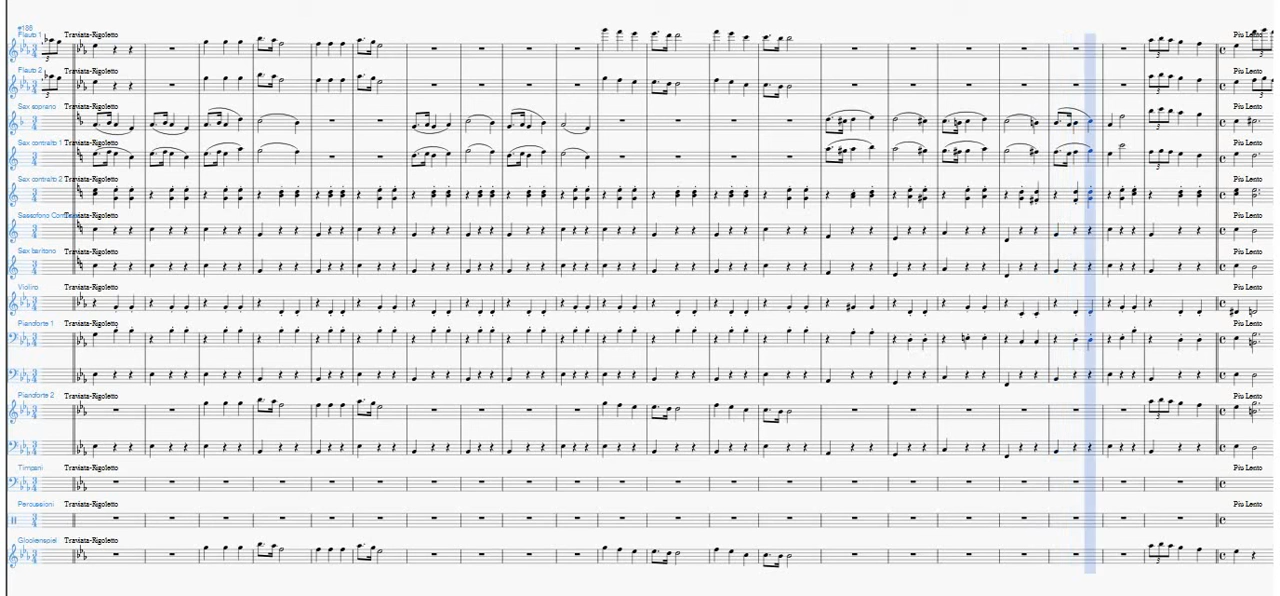 #188
Flauto 1 Traviata-Rigoletto Più Lento
Flauto 2 Traviata-Rigoletto Più Lento
Sax soprano Traviata-Rigoletto Più Lento
Sax contralto 1 Traviata-Rigoletto Più Lento
Sax contralto 2 Traviata-Rigoletto Più Lento
Sassofono Traviata-Rigoletto Più Lento
Sax baritono Traviata-Rigoletto Più Lento
Violino Traviata-Rigoletto Più Lento
Pianoforte 1 Traviata-Rigoletto Più Lento
Pianoforte 2 Traviata-Rigoletto Più Lento
Timpani Traviata-Rigoletto Più Lento
Percussioni Traviata-Rigoletto Più Lento
Glockenspiel Traviata-Rigoletto Più Lento